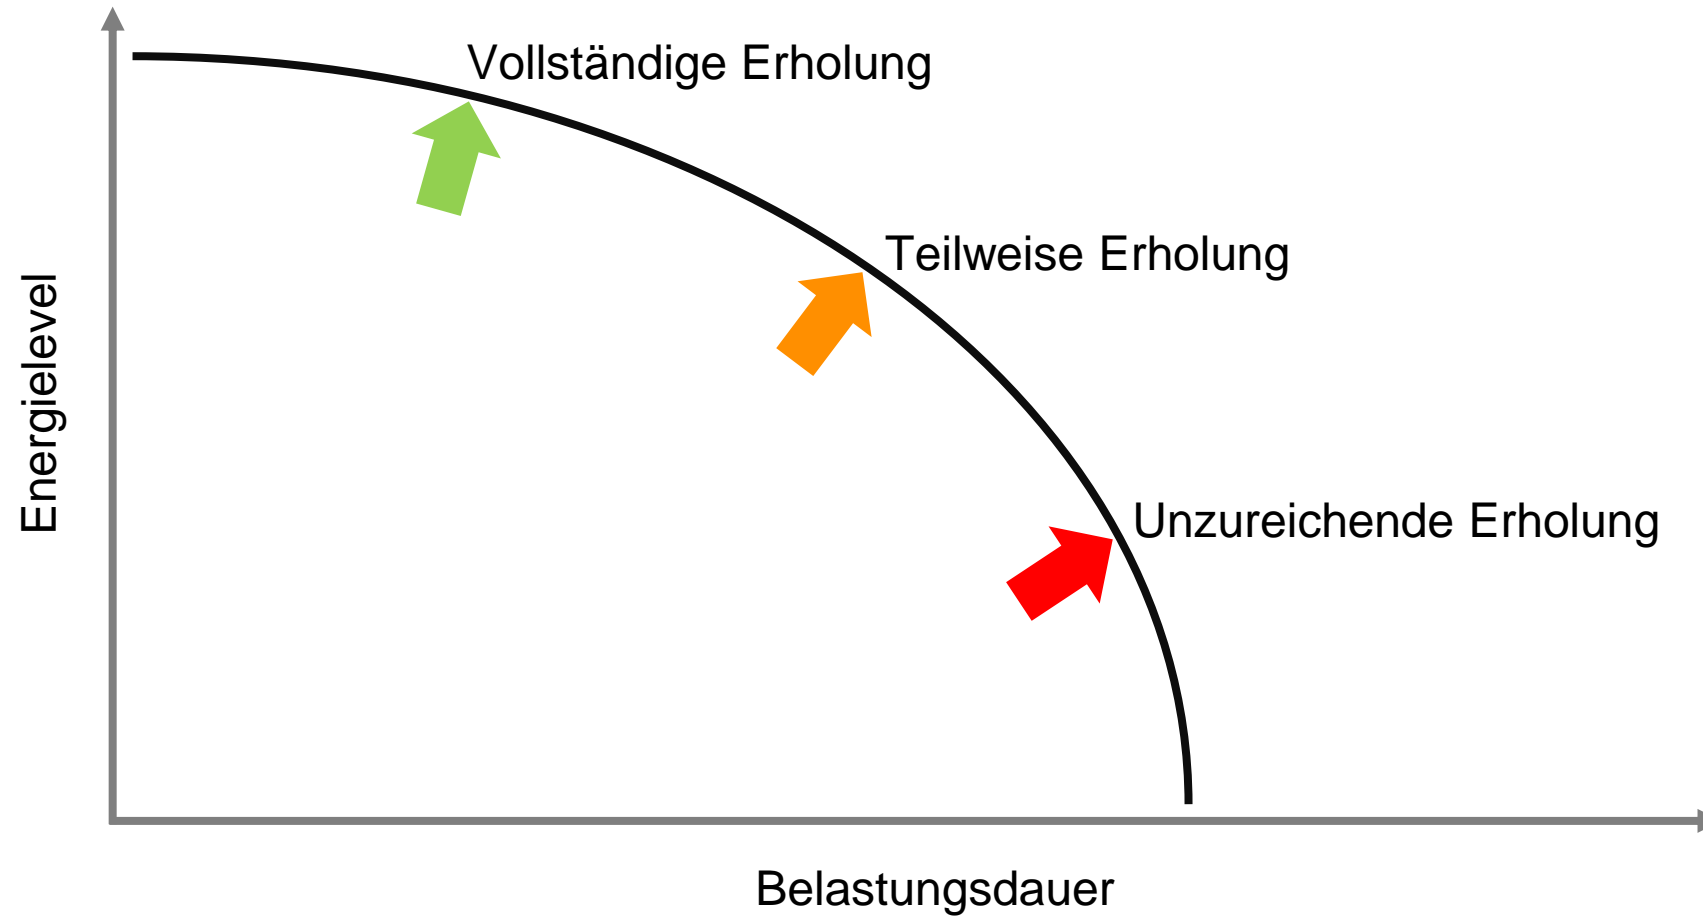 Vollständige Erholung
Teilweise Erholung
Energielevel
Unzureichende Erholung
Belastungsdauer